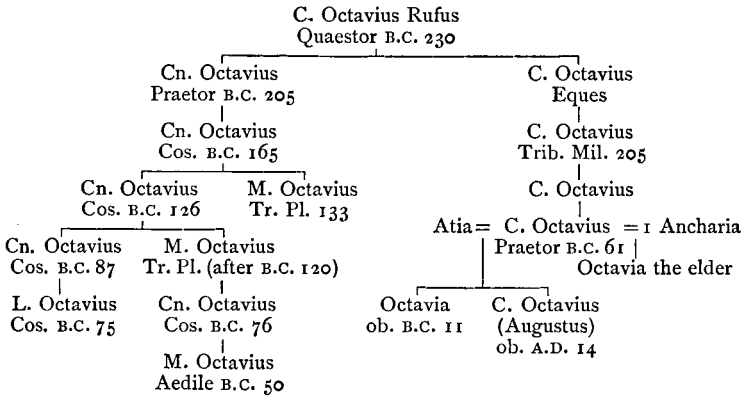 C. Octavius Rufus
Quaestor B.C. 230
Cn. Octavius
Praetor B.C. 205
C. Octavius
Eques
Cn. Octavius
Cos. B.C. 165
C. Octavius
Trib. Mil. 205
Cn. Octavius
Cos. B.C. 126
M. Octavius
Tr. Pl. 133
C. Octavius
Atia = C. Octavius = 1 Ancharia
Praetor B.C. 61
Octavia the elder
Cn. Octavius
Cos. B.C. 87
M. Octavius
Tr. Pl. (after B.C. 120)
L. Octavius
Cos. B.C. 75
Cn. Octavius
Cos. B.C. 76
Octavia
ob. B.C. 11
C. Octavius
(Augustus)
ob. A.D. 14
M. Octavius
Aedile B.C. 50